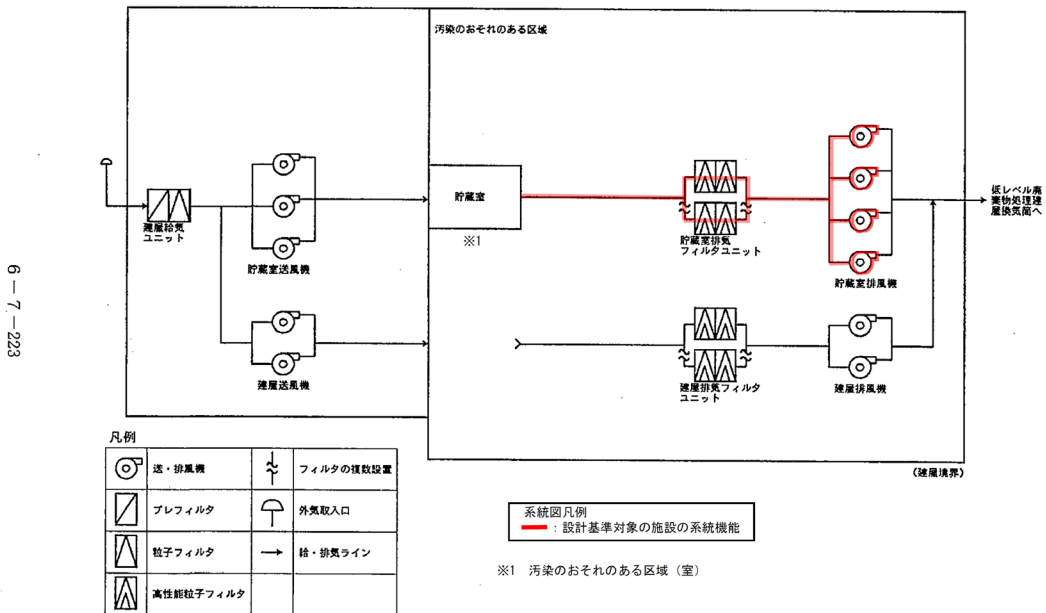 汚染のおそれのある区域
貯蔵室
※1
建屋給気
ユニット
貯蔵室送風機
建屋送風機
貯蔵室排気
フィルタユニット
貯蔵室排風機
低レベル廃
棄物処理建
屋換気筒へ
建屋排気フィルタ
ユニット
建屋排風機
(建屋境界)
6－7－223
凡例
送・排風機
フィルタの複数設置
プレフィルタ
外気取入口
粒子フィルタ
給・排気ライン
高性能粒子フィルタ
系統図凡例
：設計基準対象の施設の系統機能
※1　汚染のおそれのある区域（室）